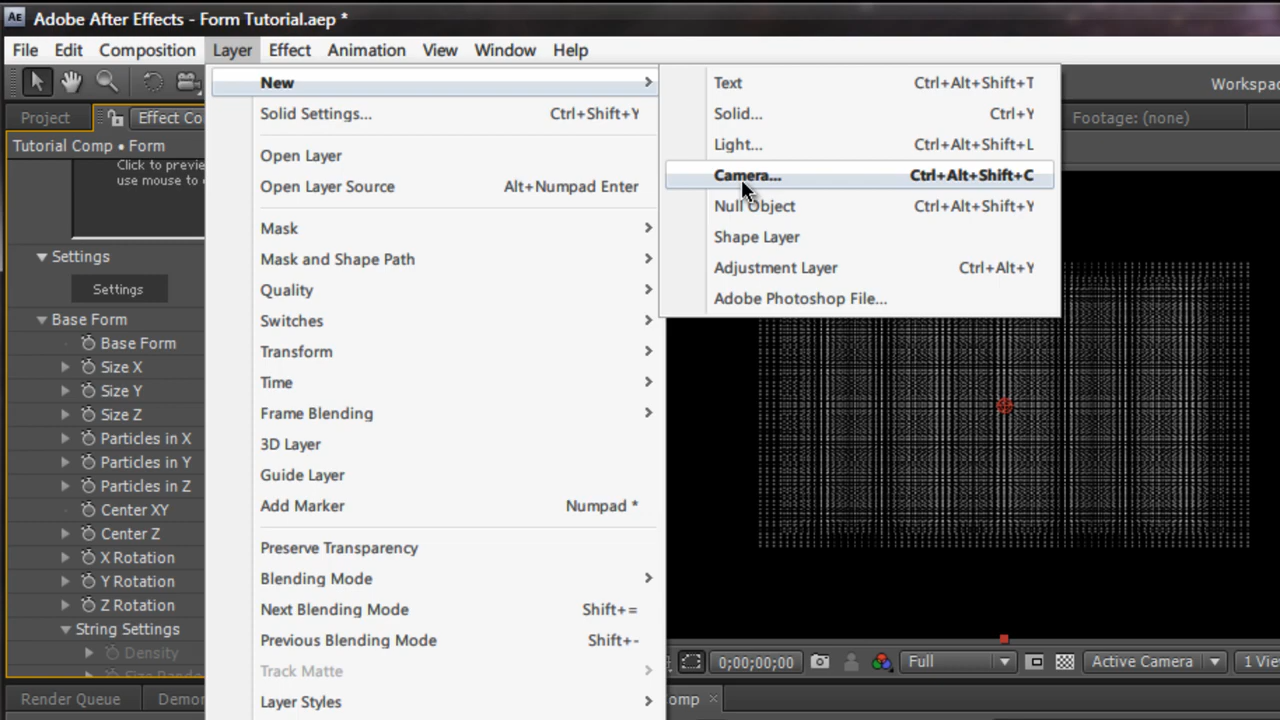 Adobe After Effects - Form Tutorial.aep *
File Edit Composition Layer Effect Animation View Window Help
Project
Effect Co
Footage: (none)
Tutorial Comp • Form
Click to previe
use mouse to
Settings
Settings
Base Form
Base Form
Size X
Size Y
Size Z
Particles in X
Particles in Y
Particles in Z
Center XY
Center Z
X Rotation
Y Rotation
Z Rotation
String Settings
Density
New
Solid Settings... Ctrl+Shift+Y
Open Layer
Open Layer Source Alt+Numpad Enter
Mask
Mask and Shape Path
Quality
Switches
Transform
Time
Frame Blending
3D Layer
Guide Layer
Add Marker Numpad *
Preserve Transparency
Blending Mode
Next Blending Mode Shift+=
Previous Blending Mode Shift+-
Track Matte
Layer Styles
Text Ctrl+Alt+Shift+T
Solid... Ctrl+Y
Light... Ctrl+Alt+Shift+L
Camera... Ctrl+Alt+Shift+C
Null Object Ctrl+Alt+Shift+Y
Shape Layer
Adjustment Layer Ctrl+Alt+Y
Adobe Photoshop File...
Workspac
0;00;00;00 Full Active Camera 1 Vie
Render Queue Demor omp